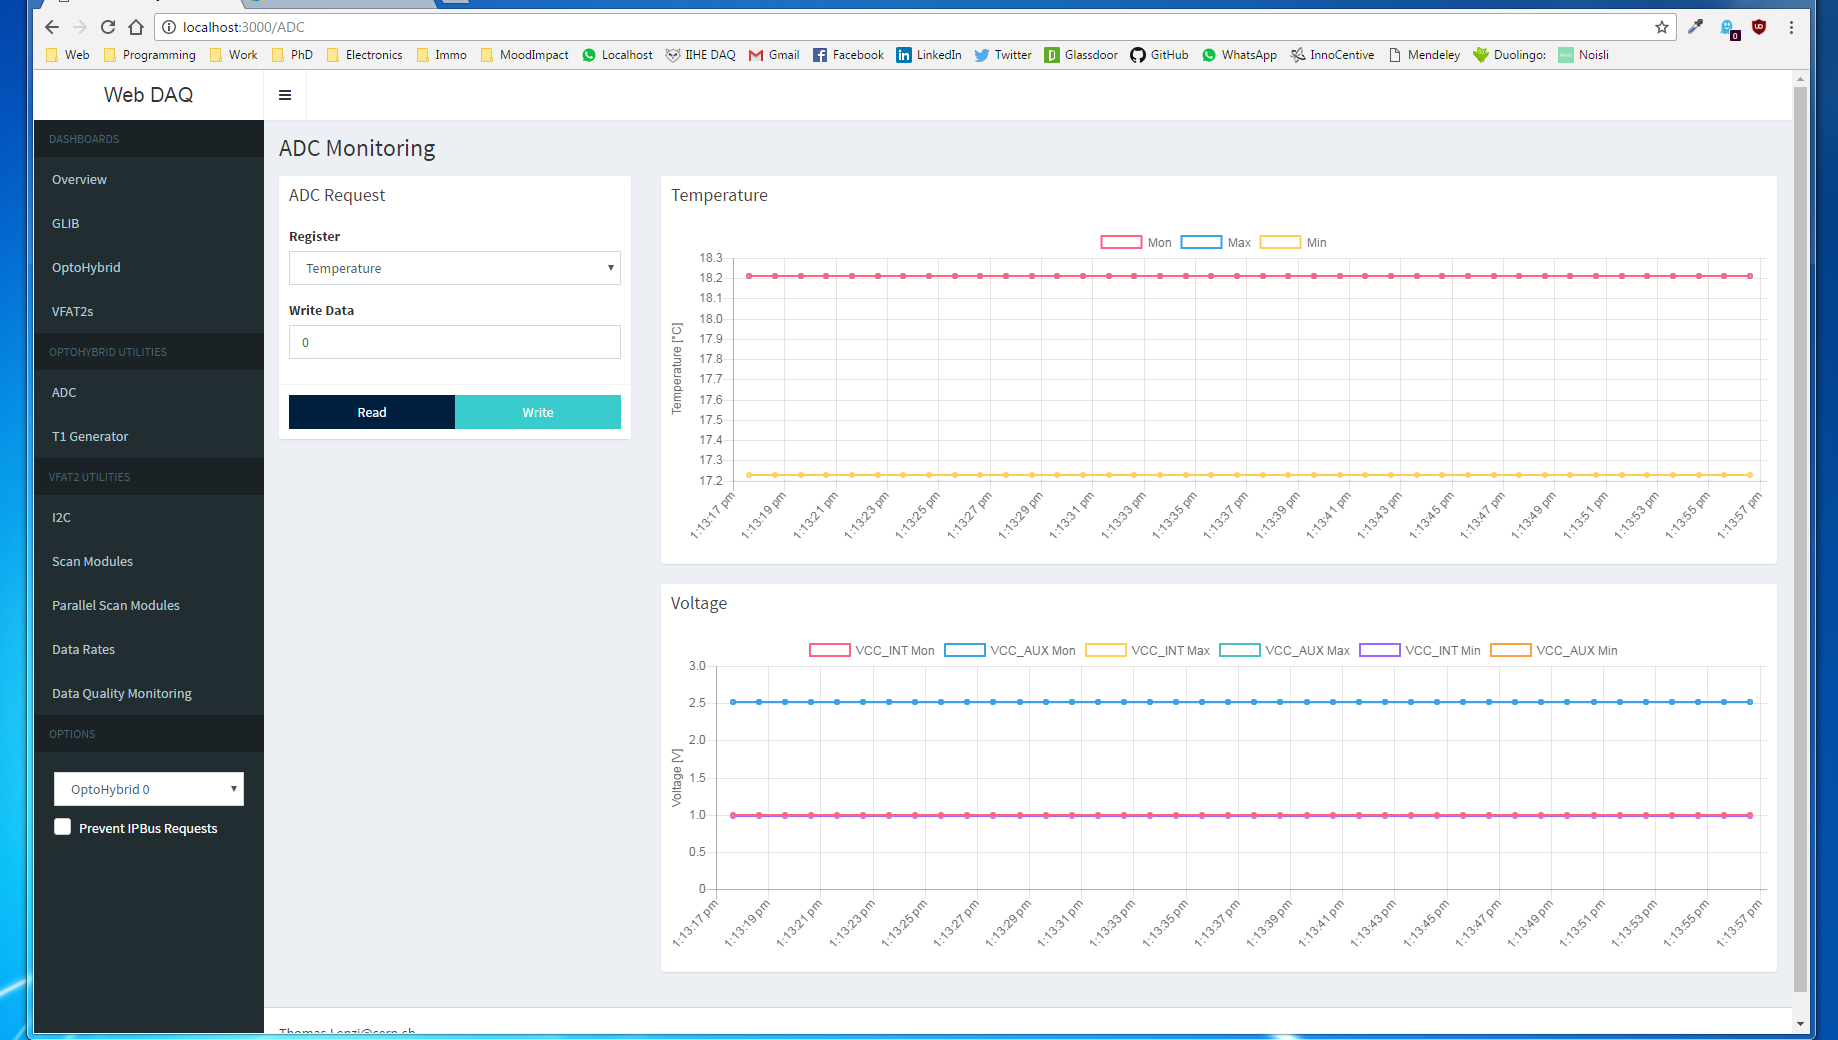 localhost:3000/ADC
Web Programming Work PhD Electronics Immo MoodImpact Localhost IIHE DAQ Gmail Facebook LinkedIn Twitter Glassdoor GitHub WhatsApp InnoCentive Mendeley Duolingo: Noisli
Web DAQ
DASHBOARDS
Overview
GLIB
OptoHybrid
VFAT2s
OPTOHYBRID UTILITIES
ADC
T1 Generator
VFAT2 UTILITIES
I2C
Scan Modules
Parallel Scan Modules
Data Rates
Data Quality Monitoring
OPTIONS
OptoHybrid 0
Prevent IPBus Requests
ADC Monitoring
ADC Request
Register
Temperature
Write Data
0
Read Write
Temperature
Mon Max Min
18.3
18.2
18.1
18.0
17.9
17.8
17.7
17.6
17.5
17.4
17.3
17.2
Temperature [°C]
1:13:17 pm 1:13:19 pm 1:13:21 pm 1:13:23 pm 1:13:25 pm 1:13:27 pm 1:13:29 pm 1:13:31 pm 1:13:33 pm 1:13:35 pm 1:13:37 pm 1:13:39 pm 1:13:41 pm 1:13:43 pm 1:13:45 pm 1:13:47 pm 1:13:49 pm 1:13:51 pm 1:13:53 pm 1:13:55 pm 1:13:57 pm
Voltage
VCC_INT Mon VCC_AUX Mon VCC_INT Max VCC_AUX Max VCC_INT Min VCC_AUX Min
3.0
2.5
2.0
1.5
1.0
0.5
0
Voltage [V]
1:13:17 pm 1:13:19 pm 1:13:21 pm 1:13:23 pm 1:13:25 pm 1:13:27 pm 1:13:29 pm 1:13:31 pm 1:13:33 pm 1:13:35 pm 1:13:37 pm 1:13:39 pm 1:13:41 pm 1:13:43 pm 1:13:45 pm 1:13:47 pm 1:13:49 pm 1:13:51 pm 1:13:53 pm 1:13:55 pm 1:13:57 pm
Thomas.Lenzi@cern.ch